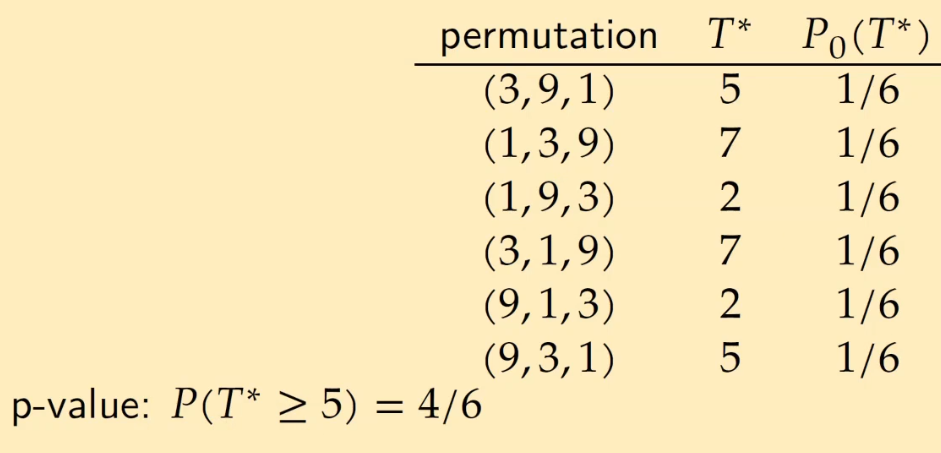 permutation T* P₀(T*)
(3, 9, 1) 5 1/6
(1, 3, 9) 7 1/6
(1, 9, 3) 2 1/6
(3, 1, 9) 7 1/6
(9, 1, 3) 2 1/6
(9, 3, 1) 5 1/6
p-value: P(T* ≥ 5) = 4/6